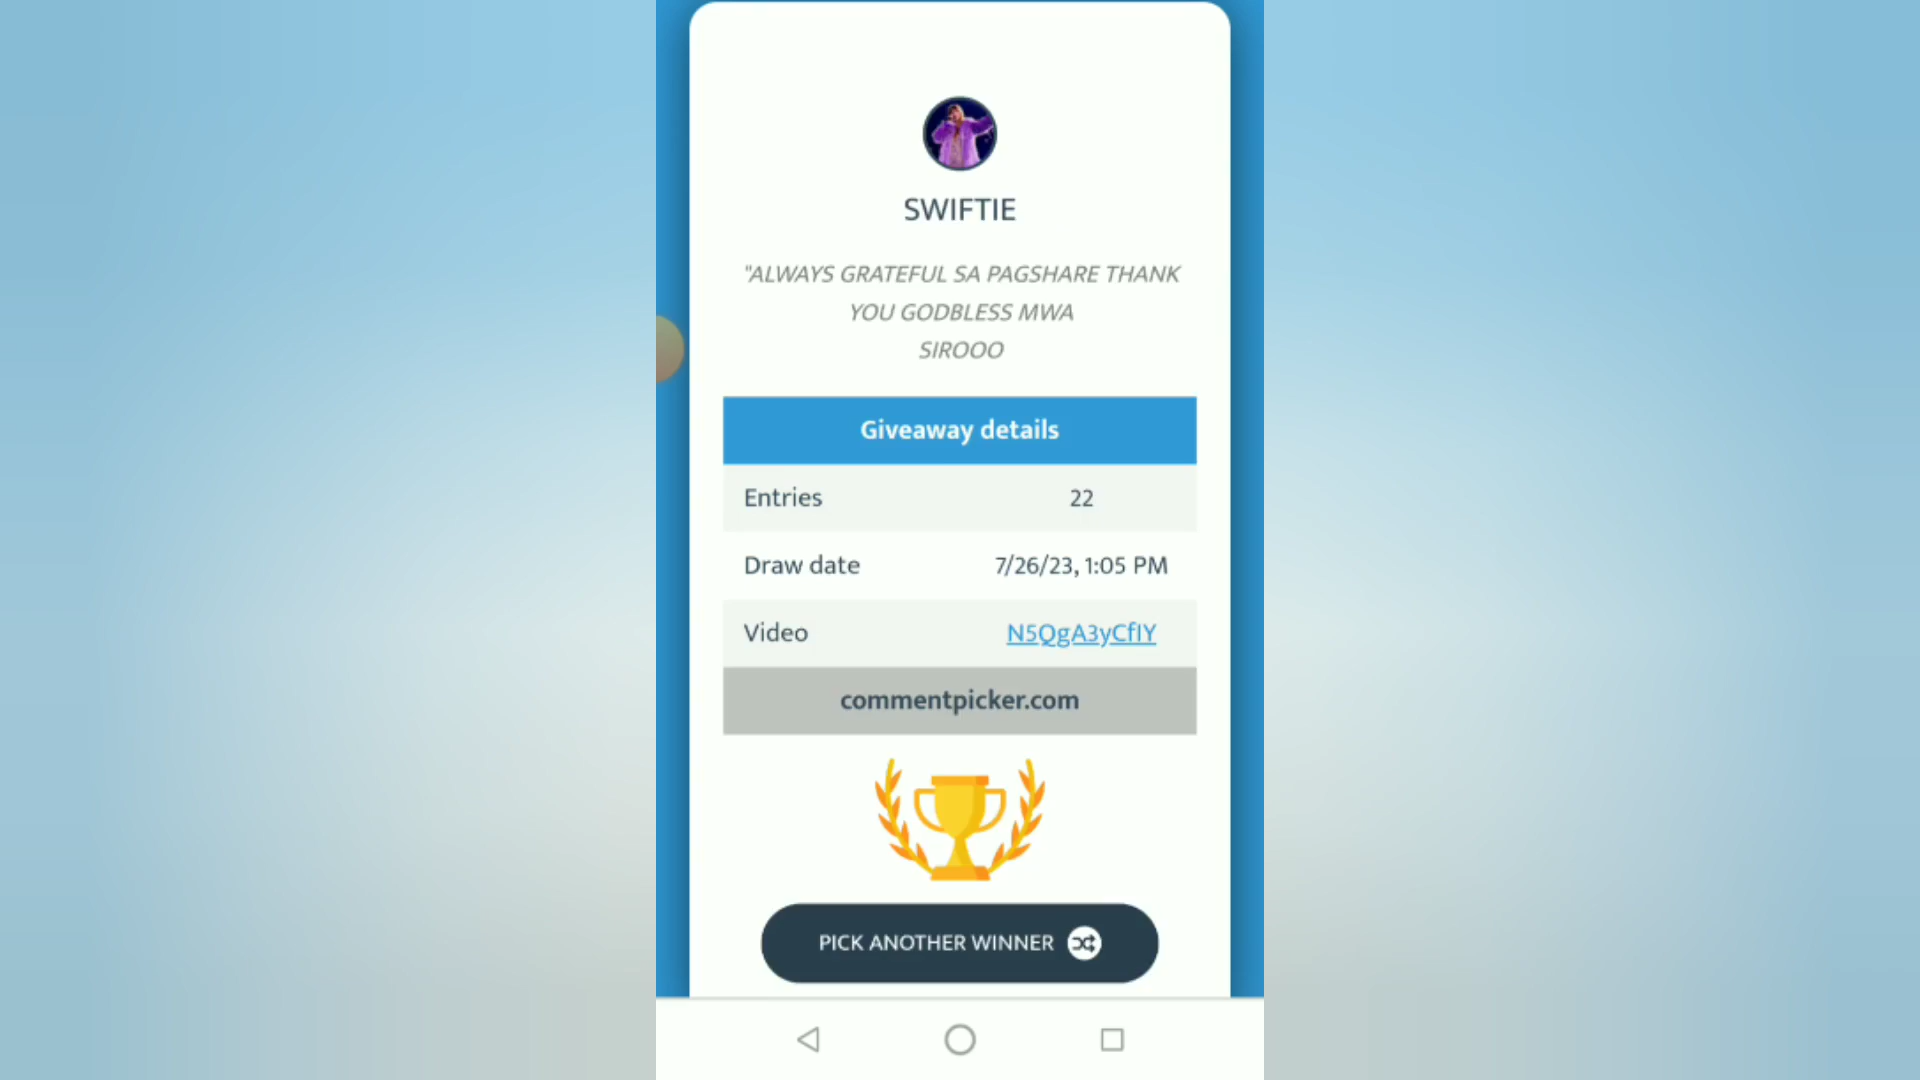 SWIFTIE
"ALWAYS GRATEFUL SA PAGSHARE THANK
YOU GODBLESS MWA
SIROOO
Giveaway details
Entries 22
Draw date 7/26/23, 1:05 PM
Video N5QgA3yCfIY
commentpicker.com
PICK ANOTHER WINNER